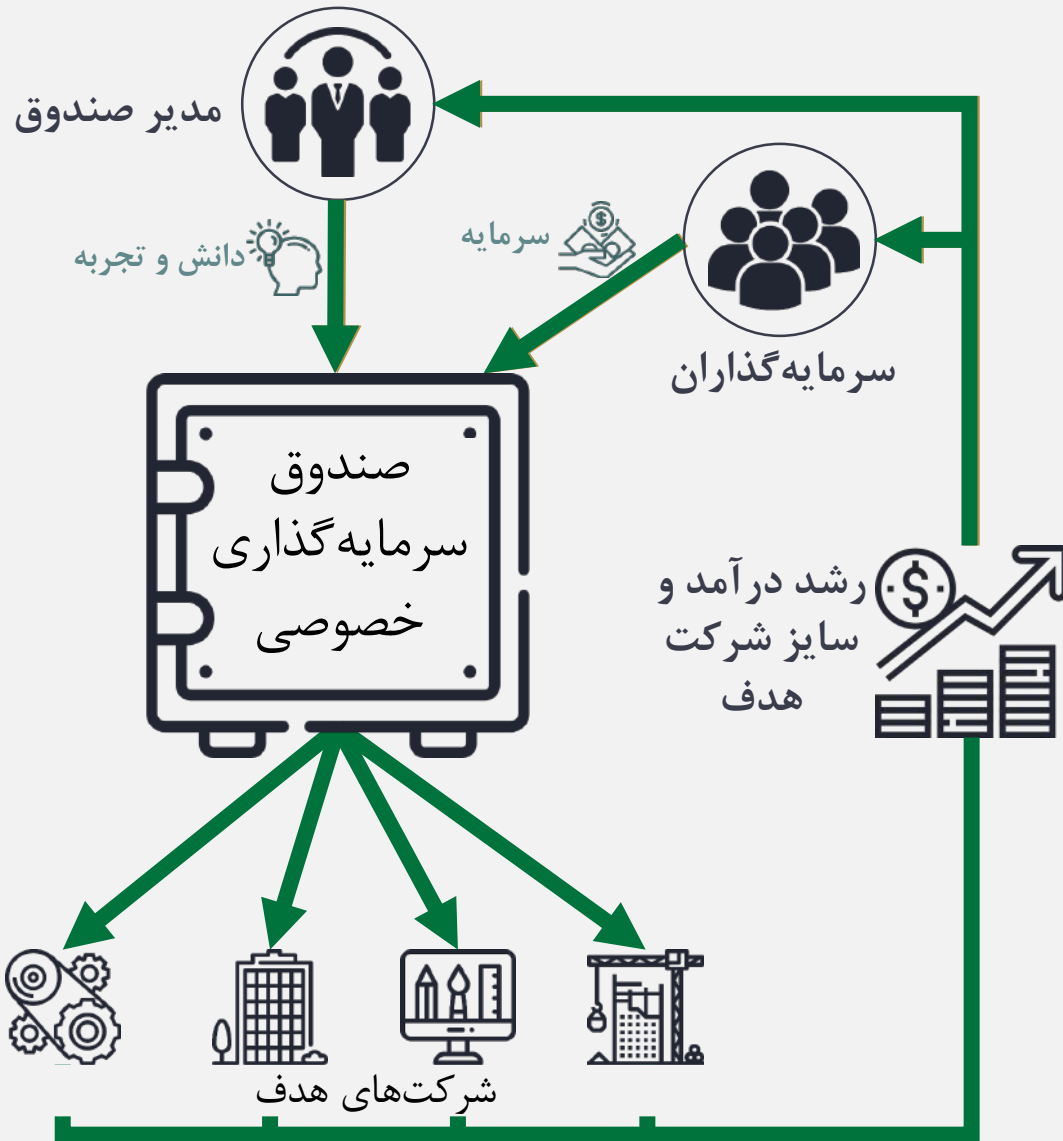 مدیر صندوق
دانش و تجربه
سرمایه
سرمایه‌گذاران
صندوق
سرمایه‌گذاری
خصوصی
رشد درآمد و
سایز شرکت
هدف
شرکت‌های هدف